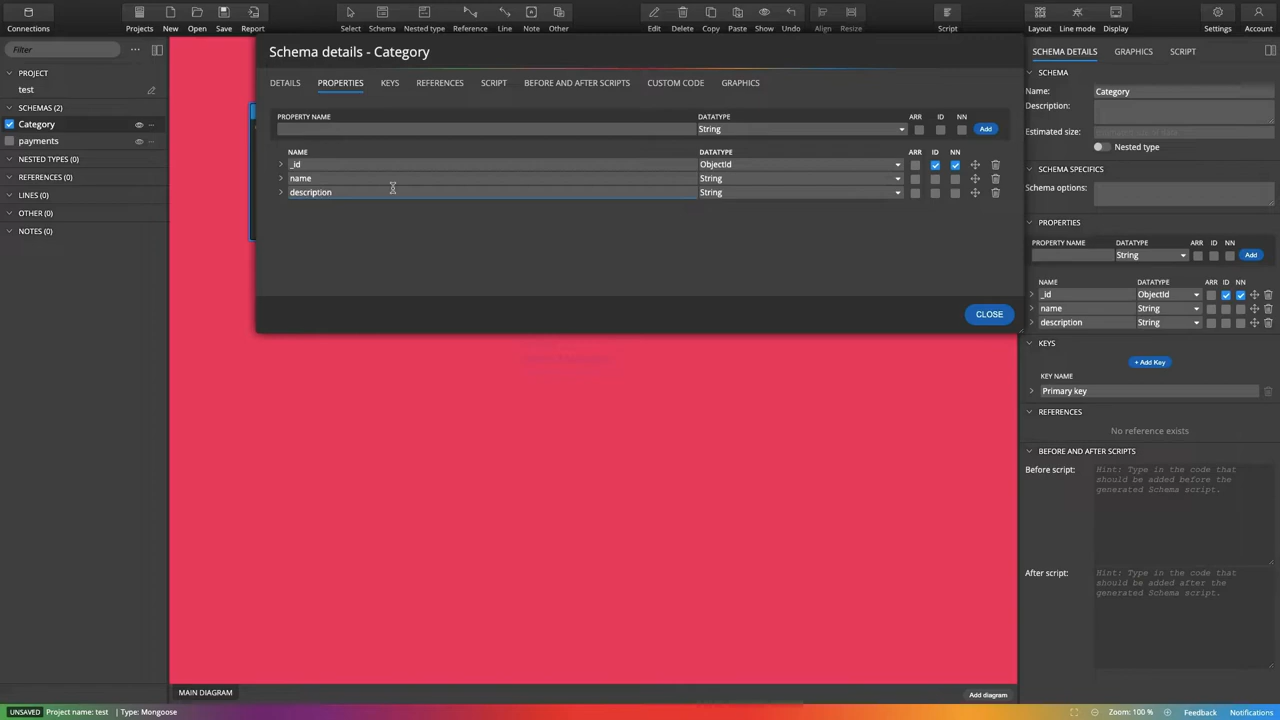 Connections Projects New Open Save Report Select Schema Nested type Reference Line Note Other Edit Delete Copy Paste Show Undo Align Resize Script Layout Line mode Display Settings Account
Filter
PROJECT
test
SCHEMAS (2)
Category
payments
NESTED TYPES (0)
REFERENCES (0)
LINES (0)
OTHER (0)
NOTES (0)
Schema details - Category
DETAILS PROPERTIES KEYS REFERENCES SCRIPT BEFORE AND AFTER SCRIPTS CUSTOM CODE GRAPHICS
PROPERTY NAME DATATYPE ARR ID NN
String Add
NAME DATATYPE ARR ID NN
_id ObjectId
name String
description String
CLOSE
SCHEMA DETAILS GRAPHICS SCRIPT
SCHEMA
Name: Category
Description:
Estimated size:
Nested type
SCHEMA SPECIFICS
Schema options:
PROPERTIES
PROPERTY NAME DATATYPE ARR ID NN
String Add
NAME DATATYPE ARR ID NN
_id ObjectId
name String
description String
KEYS
+ Add Key
KEY NAME
Primary key
REFERENCES
No reference exists
BEFORE AND AFTER SCRIPTS
Before script: Hint: Type in the code that
should be added before the
generated Schema script.
After script: Hint: Type in the code that
should be added after the
generated Schema script.
MAIN DIAGRAM Add diagram
UNSAVED Project name: test | Type: Mongoose Zoom: 100 % Feedback Notifications